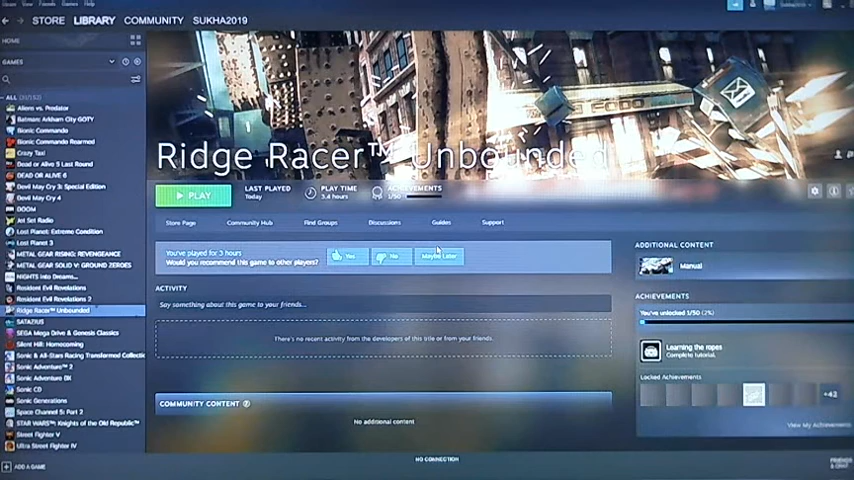 Steam View Friends Games Help
STORE LIBRARY COMMUNITY SUKHA2019
HOME
GAMES
ALL
Aliens vs. Predator
Batman: Arkham City GOTY
Bionic Commando
Bionic Commando Rearmed
Crazy Taxi
Dead or Alive 5 Last Round
DEAD OR ALIVE 6
Devil May Cry 3: Special Edition
Devil May Cry 4
DOOM
Jet Set Radio
Lost Planet: Extreme Condition
Lost Planet 3
METAL GEAR RISING: REVENGEANCE
METAL GEAR SOLID V: GROUND ZEROES
NiGHTS into Dreams...
Resident Evil Revelations
Resident Evil Revelations 2
Ridge Racer™ Unbounded
SATAZIUS
SEGA Mega Drive & Genesis Classics
Silent Hill: Homecoming
Sonic & All-Stars Racing Transformed Collectio
Sonic Adventure™ 2
Sonic Adventure DX
Sonic CD
Sonic Generations
Space Channel 5: Part 2
STAR WARS™: Knights of the Old Republic™
Street Fighter V
Ultra Street Fighter IV
ADD A GAME
Ridge Racer™ Unbounded
PLAY
LAST PLAYED
Today
PLAY TIME
3.4 hours
ACHIEVEMENTS
1/50
Store Page Community Hub Find Groups Discussions Guides Support
You've played for 3 hours
Would you recommend this game to other players?
Yes No Maybe Later
ACTIVITY
Say something about this game to your friends...
There's no recent activity from the developers of this title or from your friends.
COMMUNITY CONTENT
No additional content
ADDITIONAL CONTENT
Manual
ACHIEVEMENTS
You've unlocked 1/50 (2%)
Learning the ropes
Complete tutorial.
Locked Achievements
+42
View My Achievements
NO CONNECTION
FRIENDS
& CHAT